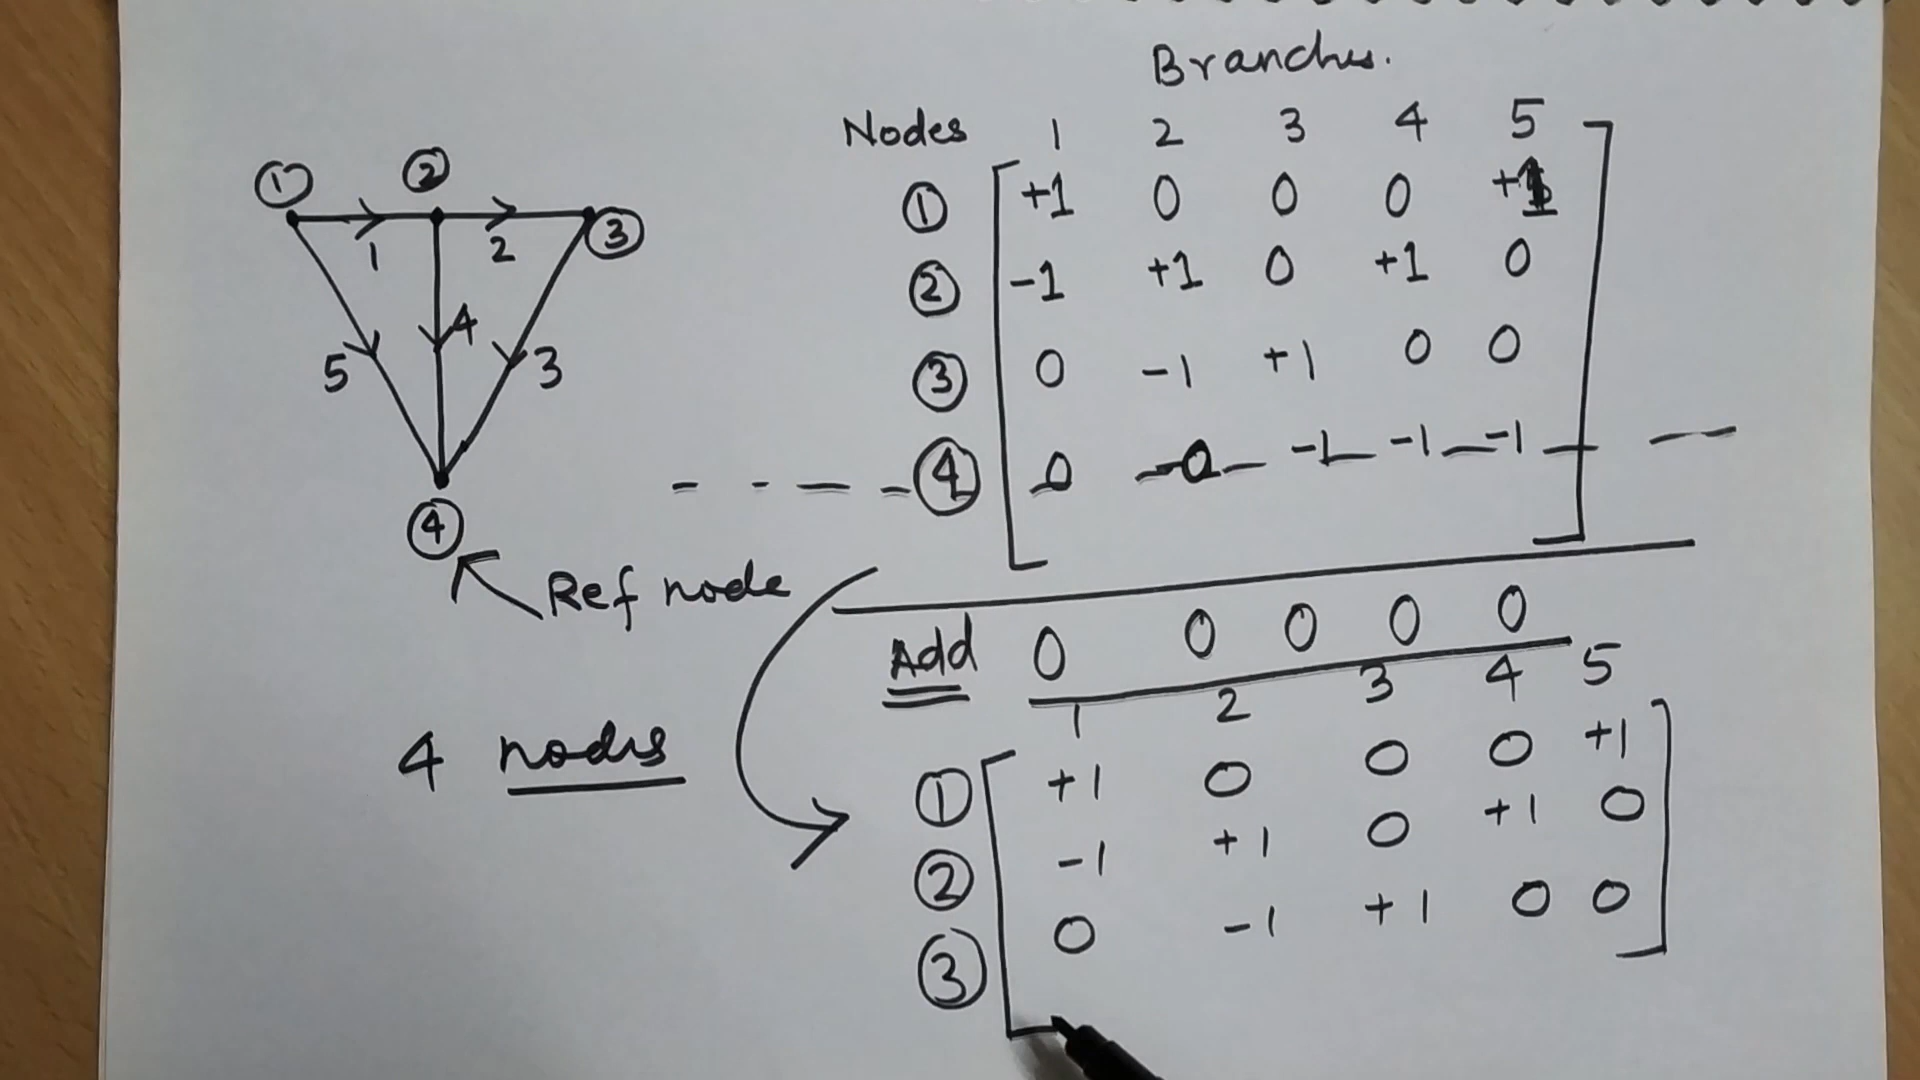 Branches.
Nodes 1 2 3 4 5
① +1 0 0 0 +1
② -1 +1 0 +1 0
③ 0 -1 +1 0 0
④ 0 0 -1 -1 -1
Add 0 0 0 0 0
1 2 3 4 5
① +1 0 0 0 +1
② -1 +1 0 +1 0
③ 0 -1 +1 0 0
① ② ③
1 2
5 4 3
④
Ref node
4 nodes